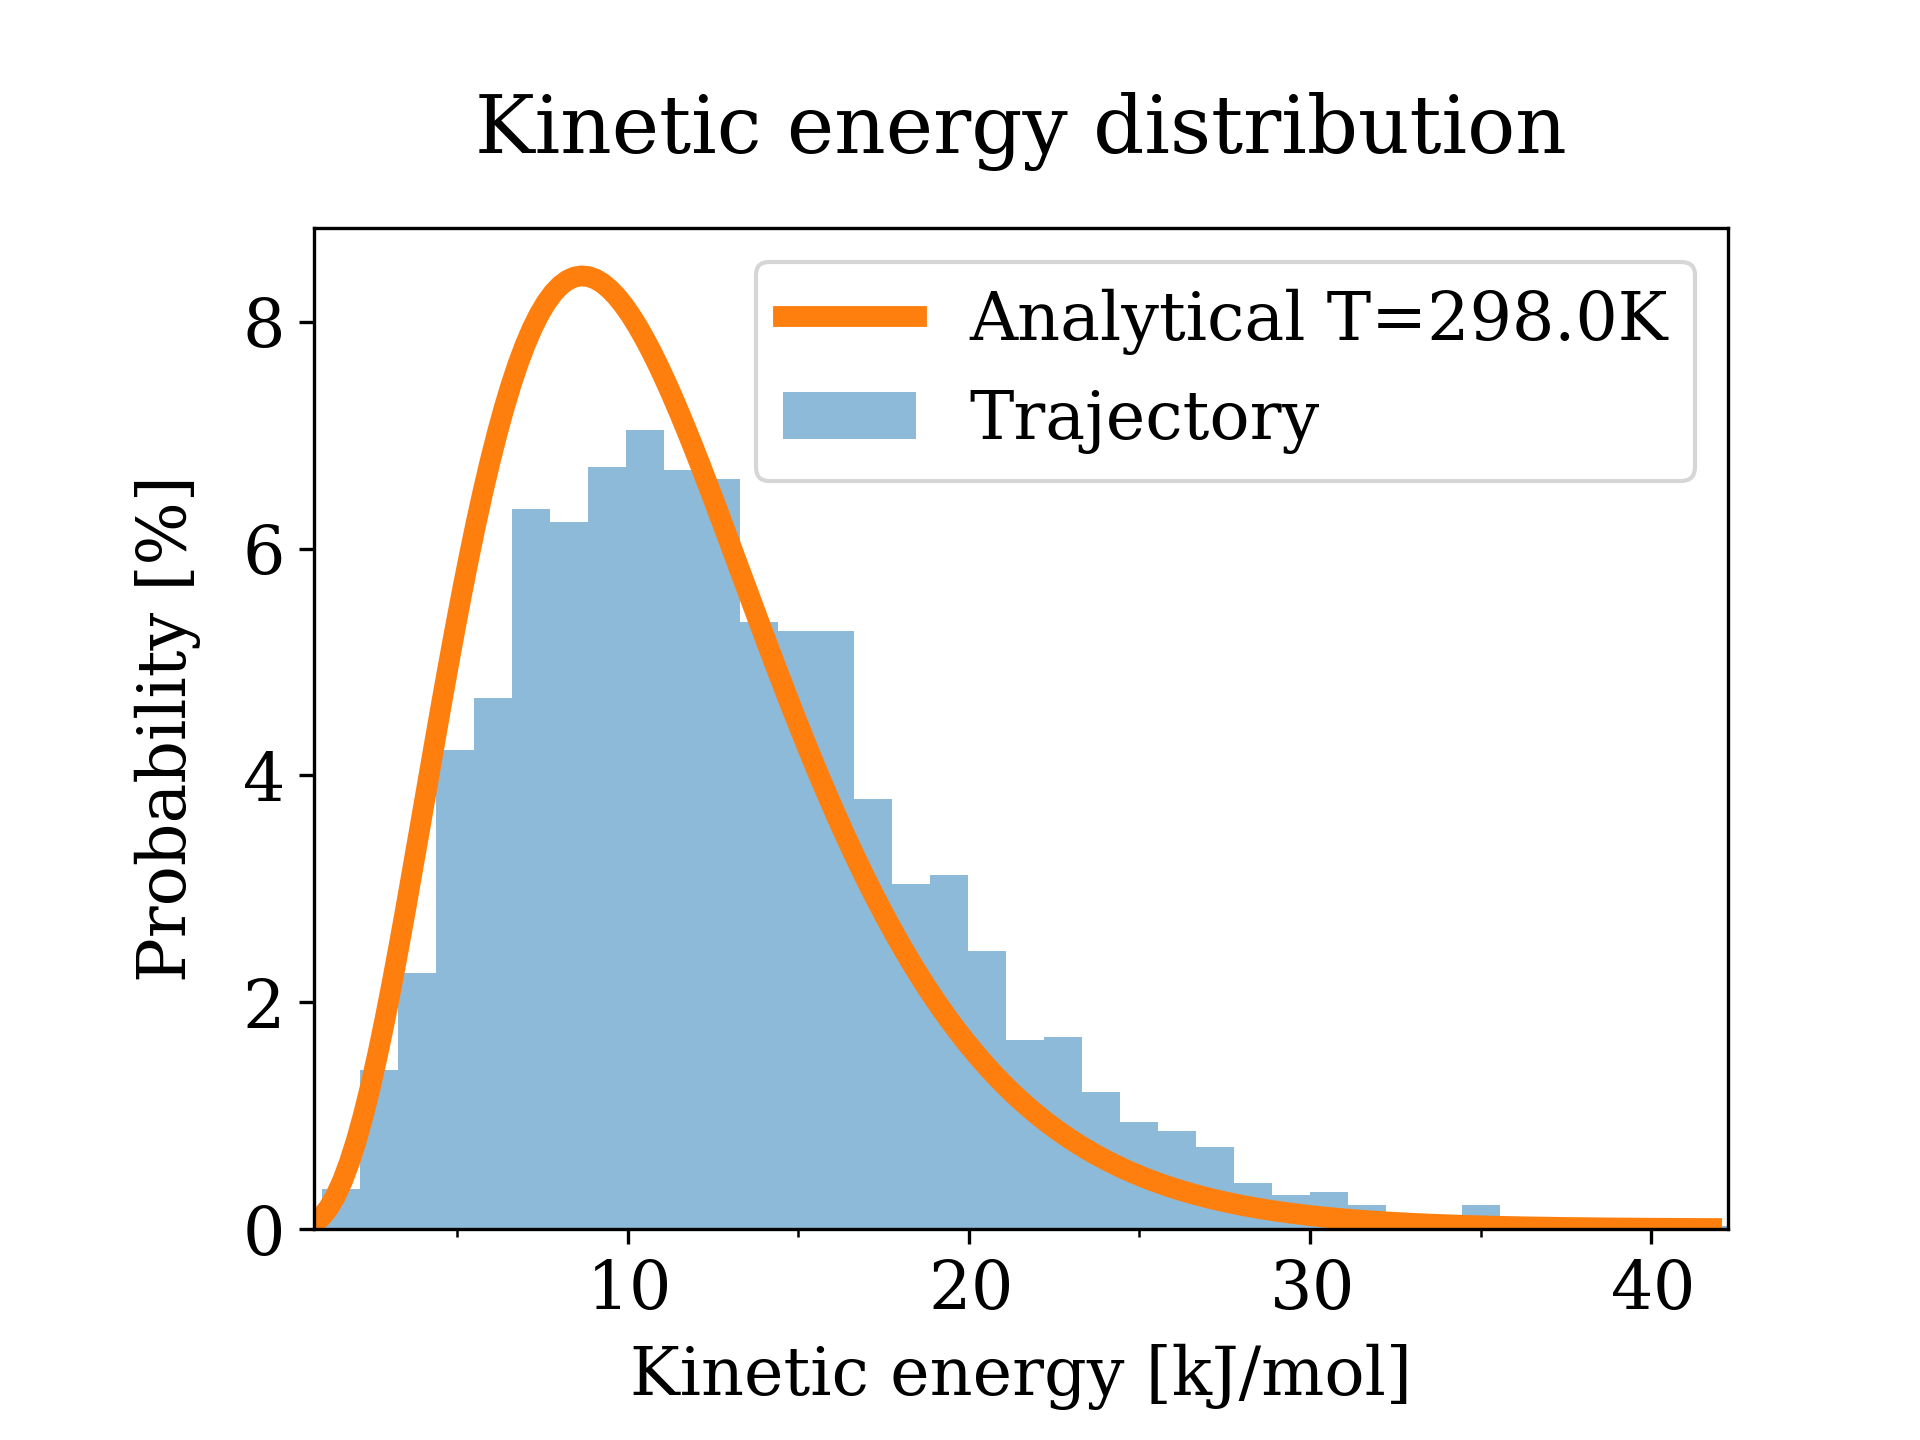 Kinetic energy distribution
Analytical T=298.0K
Trajectory
Probability [%]
8
6
4
2
0
10 20 30 40
Kinetic energy [kJ/mol]